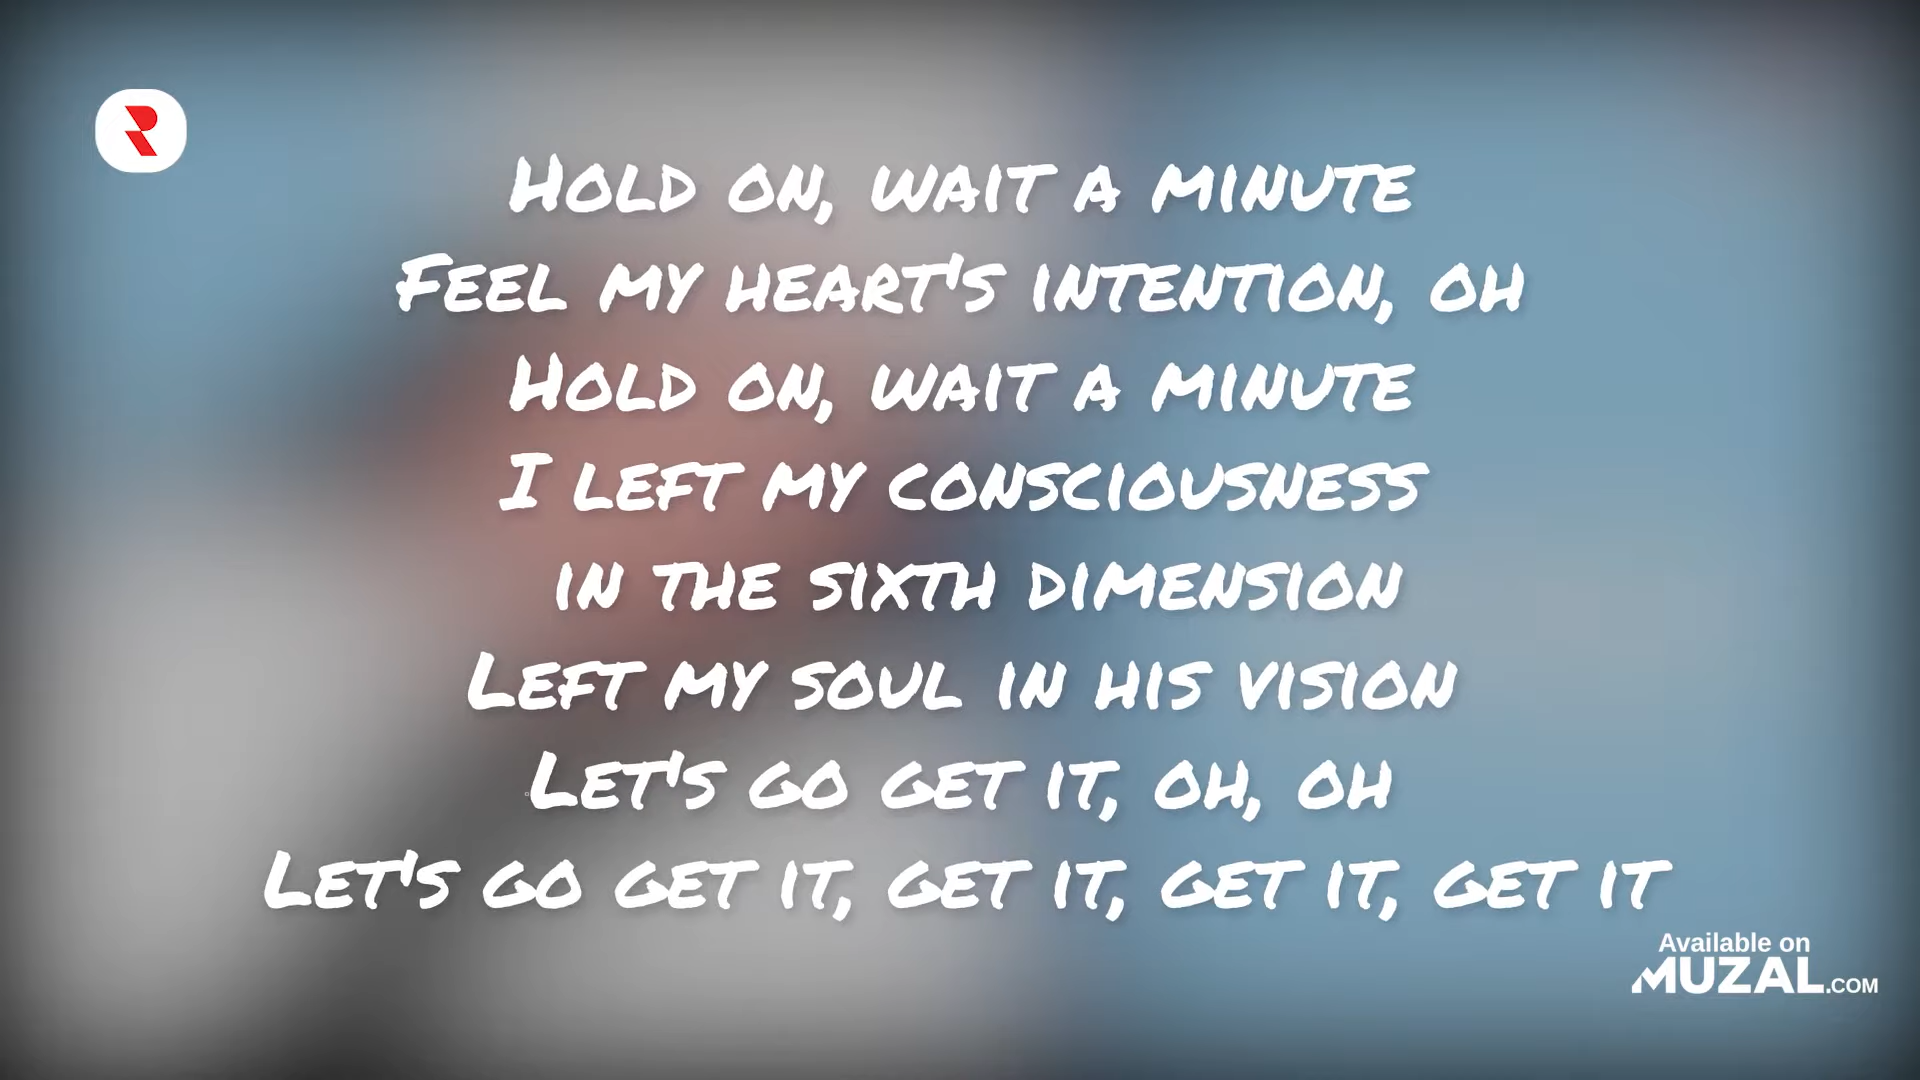 Hold on, wait a minute
Feel my heart's intention, oh
Hold on, wait a minute
I left my consciousness
in the sixth dimension
Left my soul in his vision
Let's go get it, oh, oh
Let's go get it, get it, get it, get it
Available on
MUZAL.COM